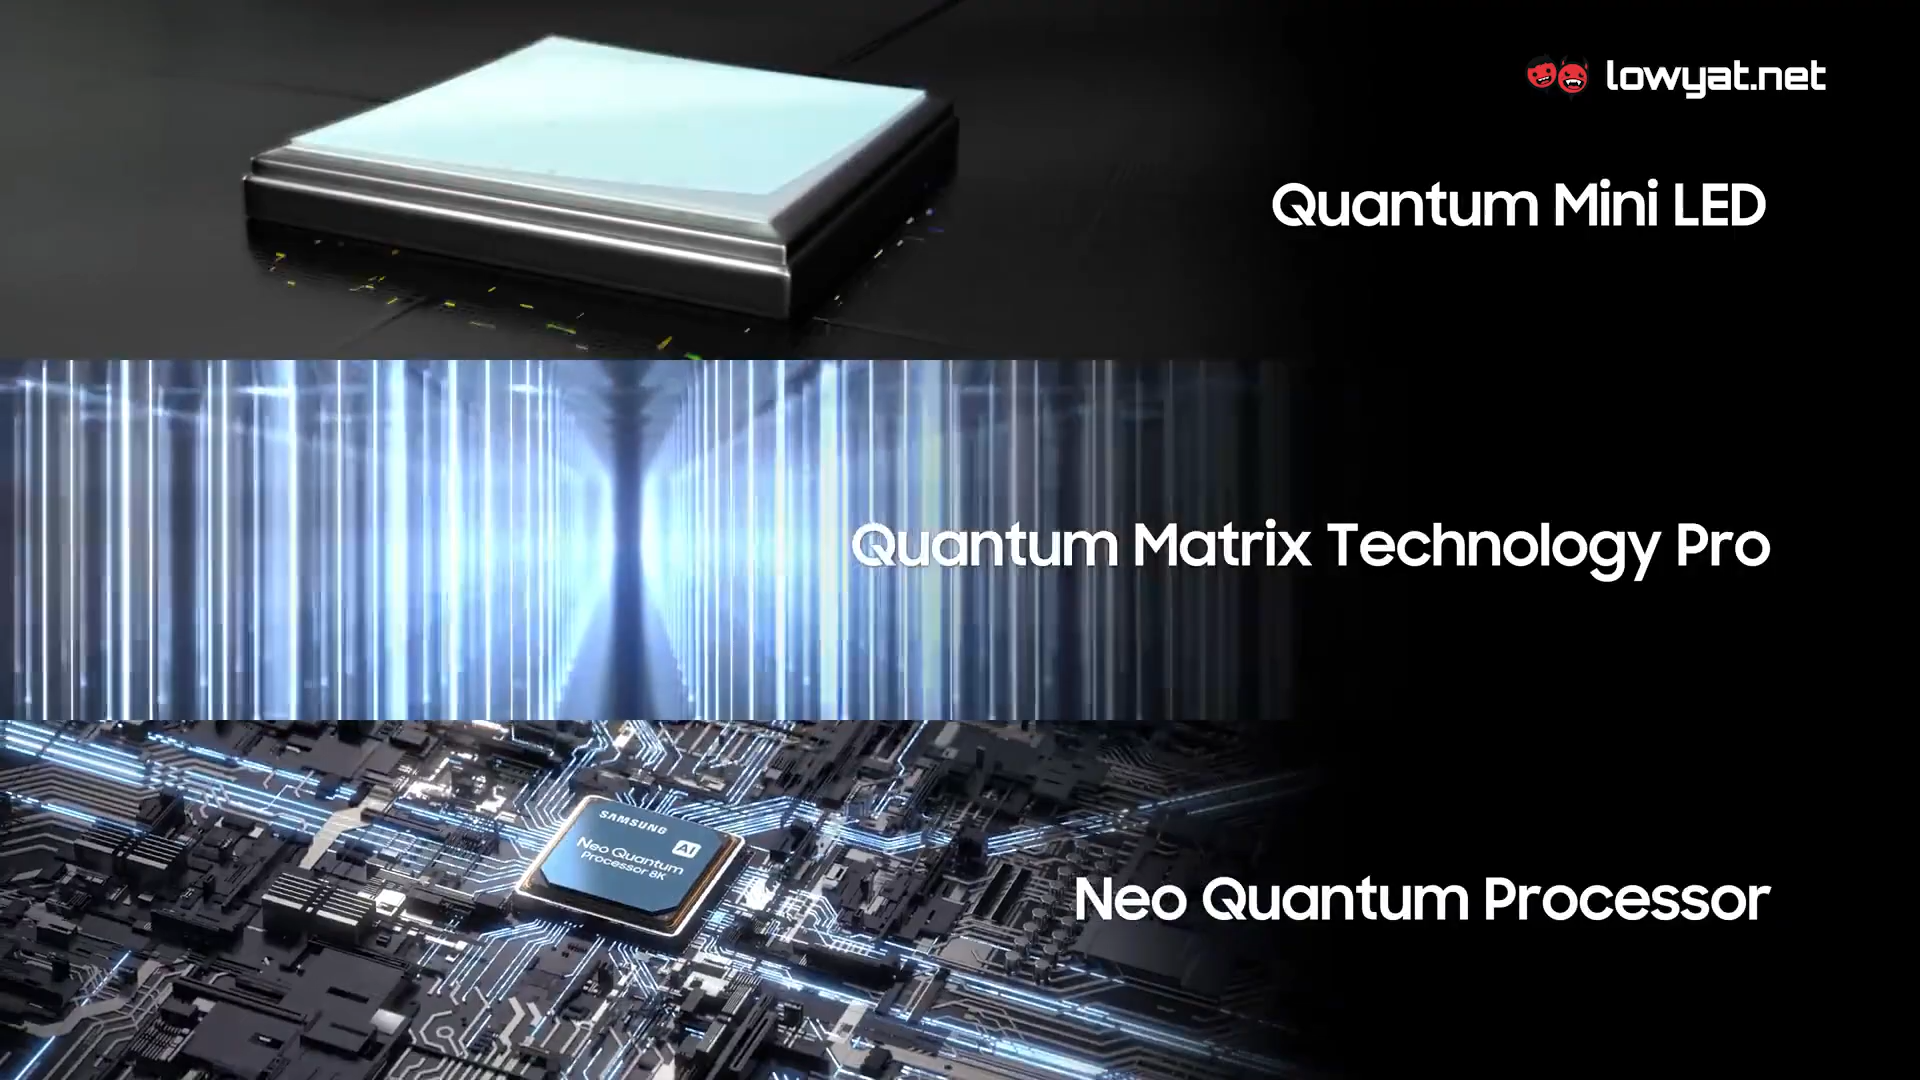 lowyat.net
Quantum Mini LED
Quantum Matrix Technology Pro
SAMSUNG
AI
Neo Quantum
Processor 8K
Neo Quantum Processor